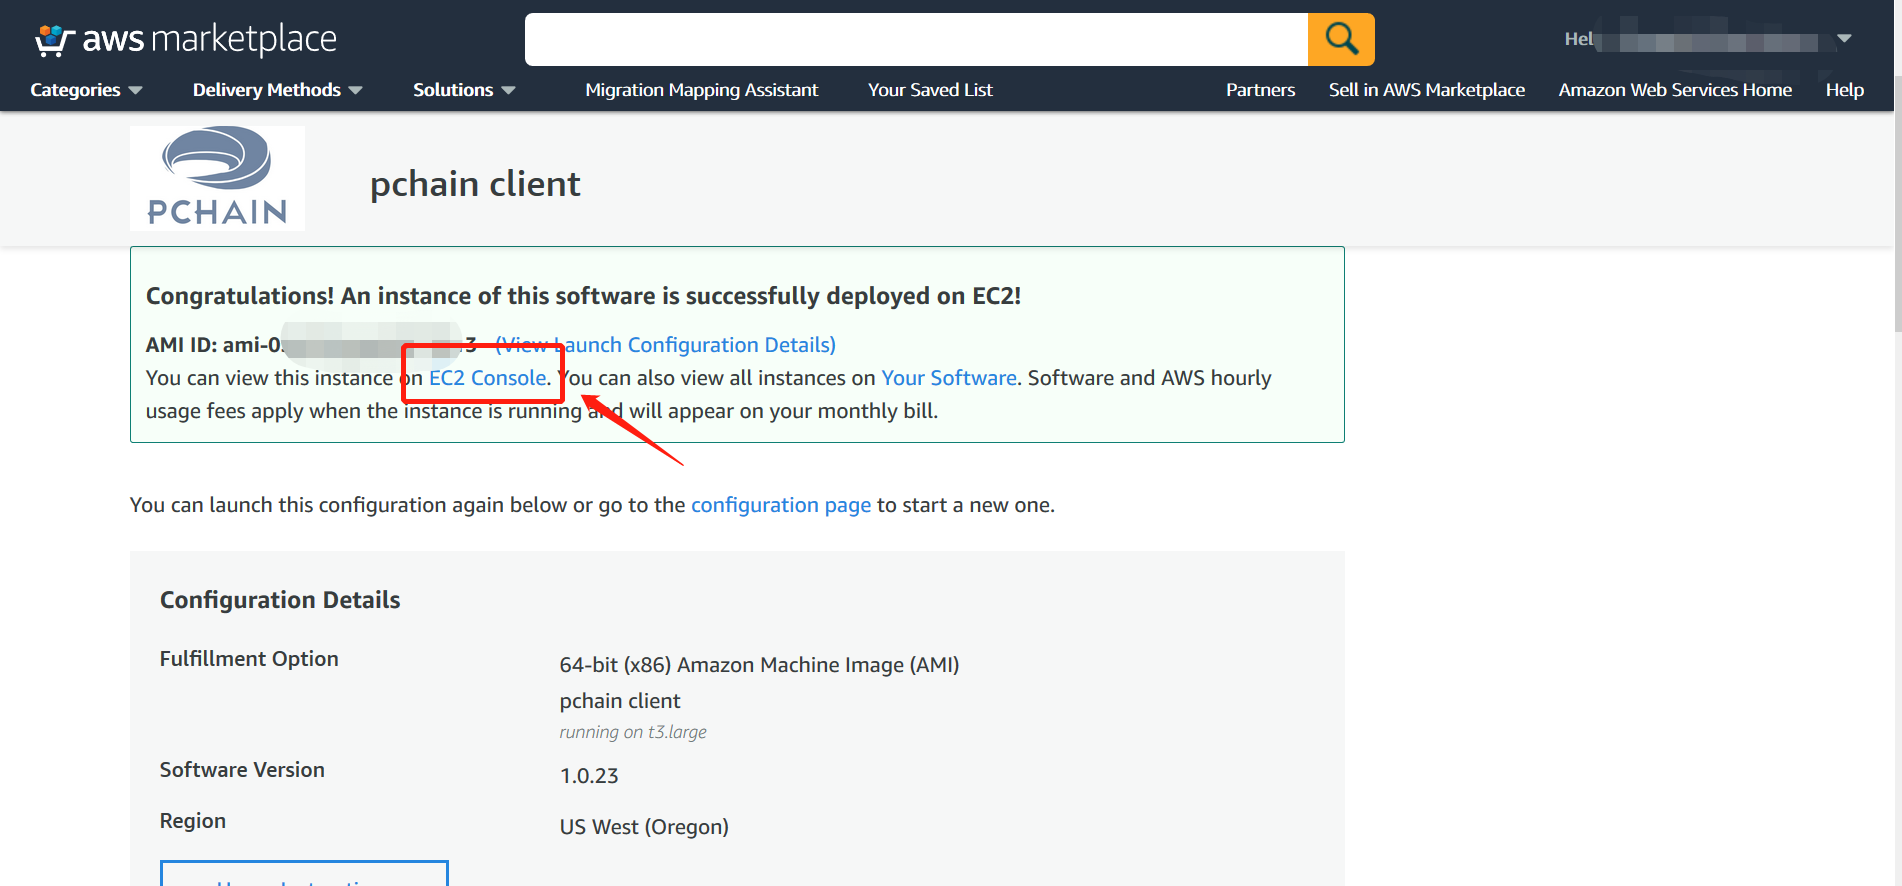 aws marketplace
Hel
Categories Delivery Methods Solutions Migration Mapping Assistant Your Saved List Partners Sell in AWS Marketplace Amazon Web Services Home Help
PCHAIN
pchain client
Congratulations! An instance of this software is successfully deployed on EC2!
AMI ID: ami-0 3 (View Launch Configuration Details)
You can view this instance on EC2 Console. You can also view all instances on Your Software. Software and AWS hourly
usage fees apply when the instance is running and will appear on your monthly bill.
You can launch this configuration again below or go to the configuration page to start a new one.
Configuration Details
Fulfillment Option
64-bit (x86) Amazon Machine Image (AMI)
pchain client
running on t3.large
Software Version
1.0.23
Region
US West (Oregon)